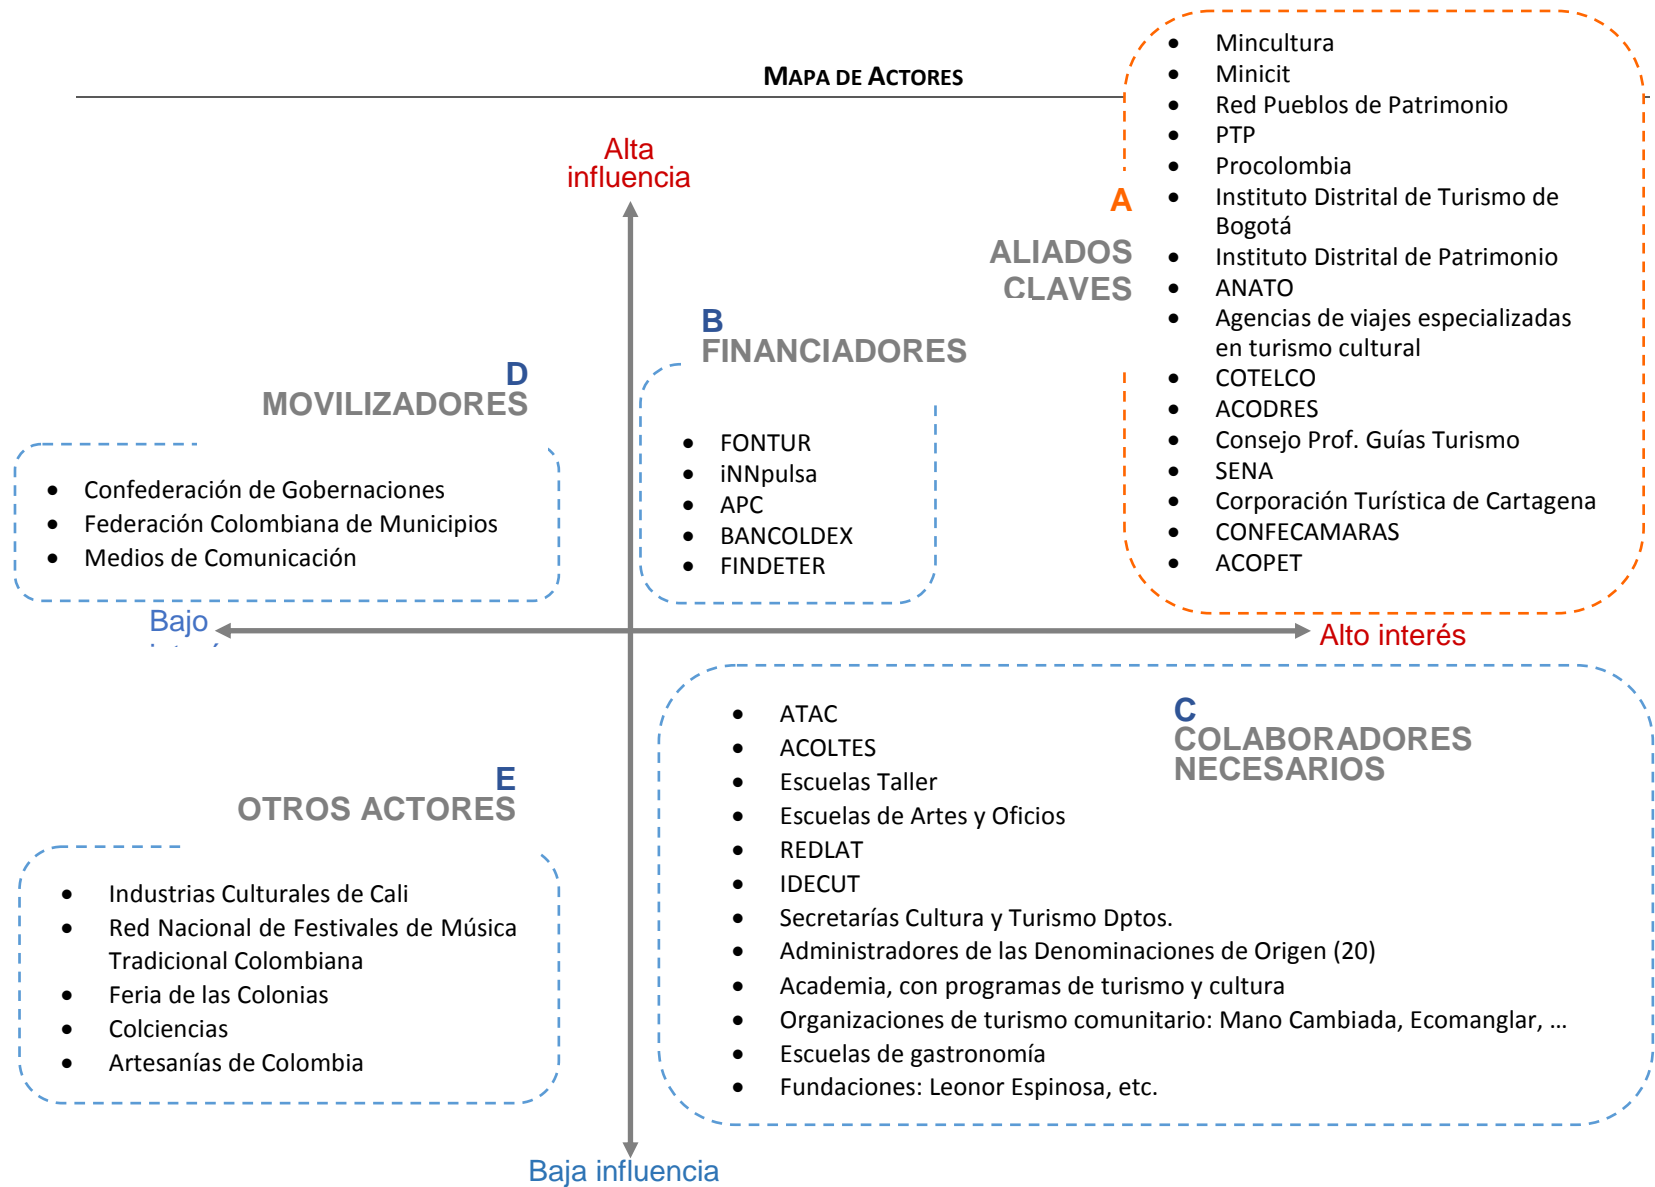 MAPA DE ACTORES
Alta
influencia
A
ALIADOS
CLAVES
• Mincultura
• Minicit
• Red Pueblos de Patrimonio
• PTP
• Procolombia
• Instituto Distrital de Turismo de
Bogotá
• Instituto Distrital de Patrimonio
• ANATO
• Agencias de viajes especializadas
en turismo cultural
• COTELCO
• ACODRES
• Consejo Prof. Guías Turismo
• SENA
• Corporación Turística de Cartagena
• CONFECAMARAS
• ACOPET
B
FINANCIADORES
• FONTUR
• iNNpulsa
• APC
• BANCOLDEX
• FINDETER
D
MOVILIZADORES
• Confederación de Gobernaciones
• Federación Colombiana de Municipios
• Medios de Comunicación
Bajo
Alto interés
C
COLABORADORES
NECESARIOS
• ATAC
• ACOLTES
• Escuelas Taller
• Escuelas de Artes y Oficios
• REDLAT
• IDECUT
• Secretarías Cultura y Turismo Dptos.
• Administradores de las Denominaciones de Origen (20)
• Academia, con programas de turismo y cultura
• Organizaciones de turismo comunitario: Mano Cambiada, Ecomanglar, …
• Escuelas de gastronomía
• Fundaciones: Leonor Espinosa, etc.
E
OTROS ACTORES
• Industrias Culturales de Cali
• Red Nacional de Festivales de Música
Tradicional Colombiana
• Feria de las Colonias
• Colciencias
• Artesanías de Colombia
Baja influencia